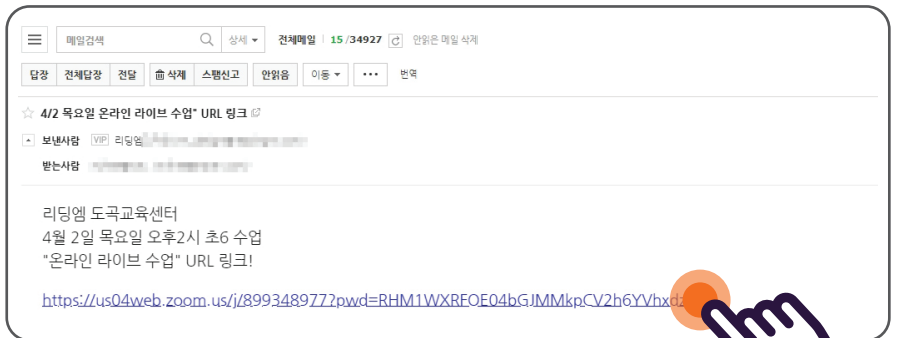 메일검색 상세 전체메일 15 / 34927 안읽은 메일 삭제
답장 전체답장 전달 삭제 스팸신고 안읽음 이동 ••• 번역
4/2 목요일 온라인 라이브 수업" URL 링크
보낸사람 VIP 리딩엠
받는사람
리딩엠 도곡교육센터
4월 2일 목요일 오후2시 초6 수업
"온라인 라이브 수업" URL 링크!
https://us04web.zoom.us/j/899348977?pwd=RHM1WXRFOE04bGJMMkpCV2h6YVhxdz